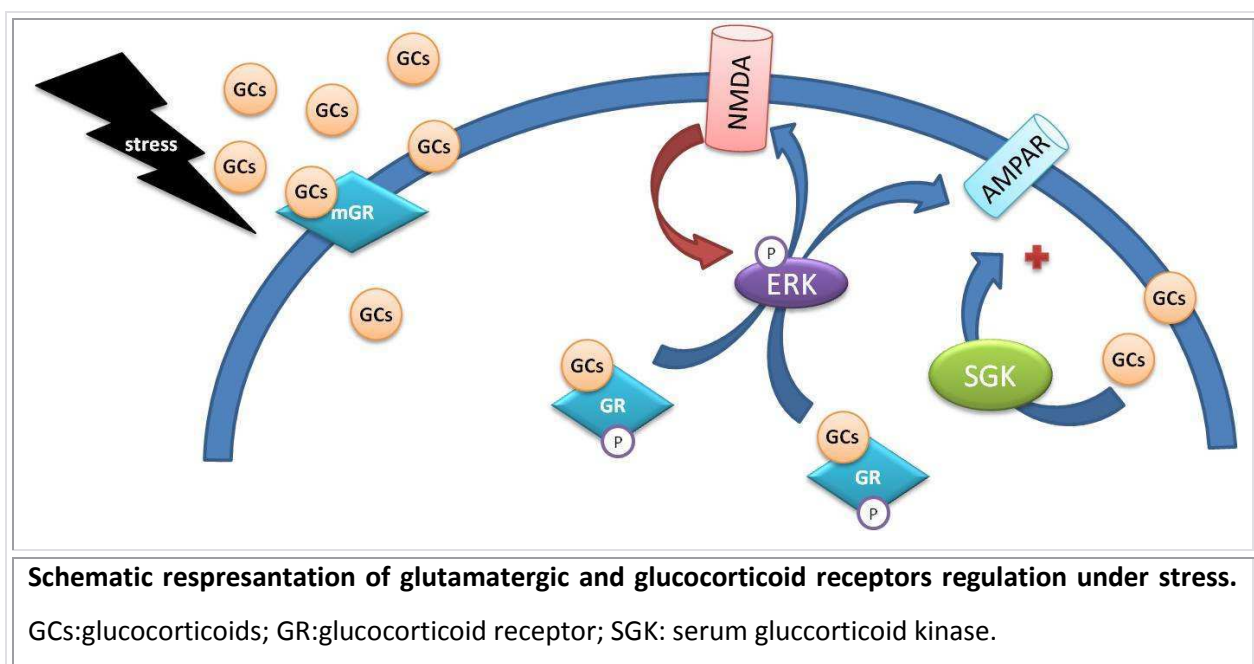 GCs
GCs
GCs
stress
GCs
GCs
GCs
mGR
GCs
NMDA
AMPAR
P
ERK
GCs
GCs
SGK
GCs
GR
P
GCs
GR
P
Schematic respresantation of glutamatergic and glucocorticoid receptors regulation under stress.
GCs:glucocorticoids; GR:glucocorticoid receptor; SGK: serum gluccorticoid kinase.